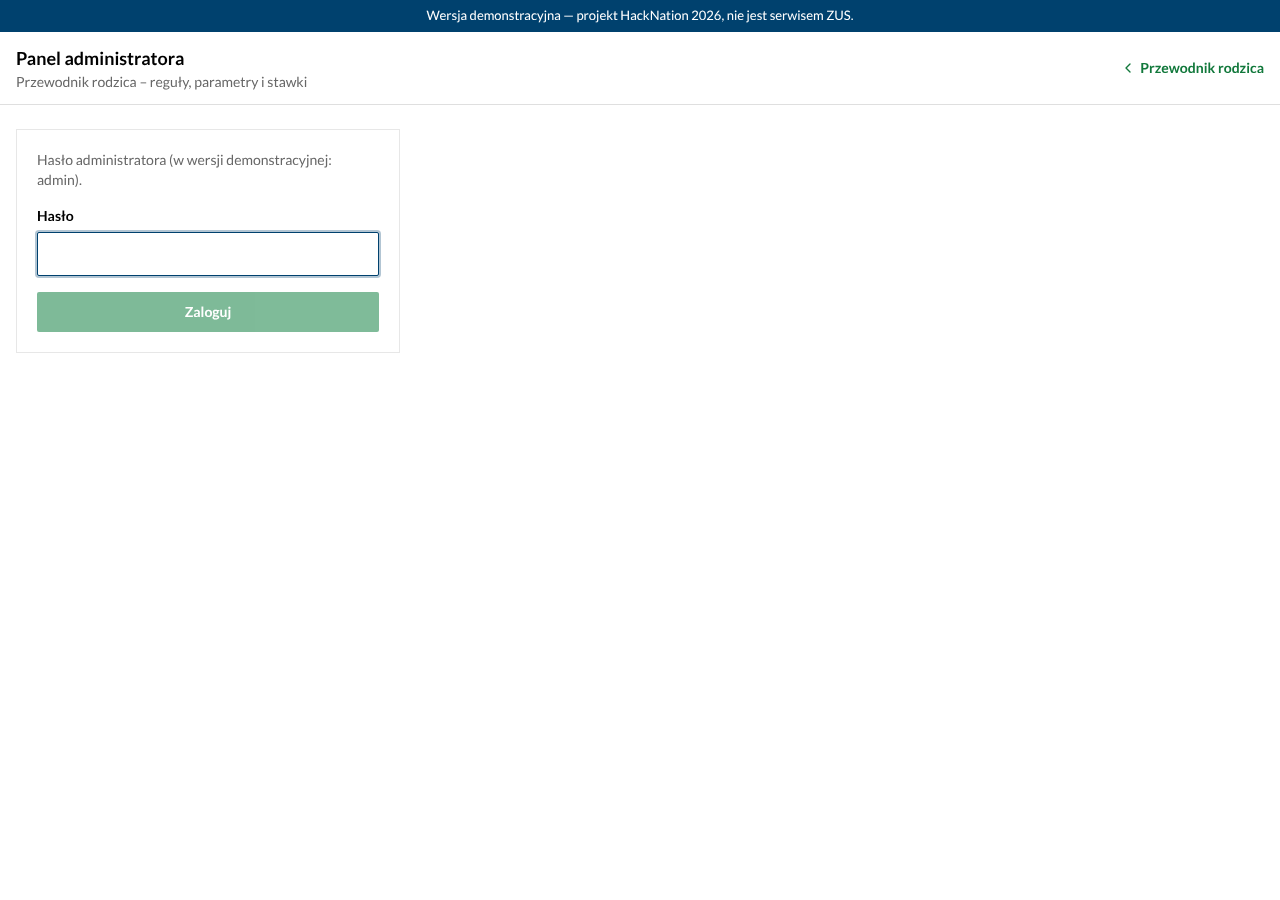 Wersja demonstracyjna — projekt HackNation 2026, nie jest serwisem ZUS.
Panel administratora
Przewodnik rodzica – reguły, parametry i stawki
Przewodnik rodzica
Hasło administratora (w wersji demonstracyjnej:
admin).
Hasło
Zaloguj